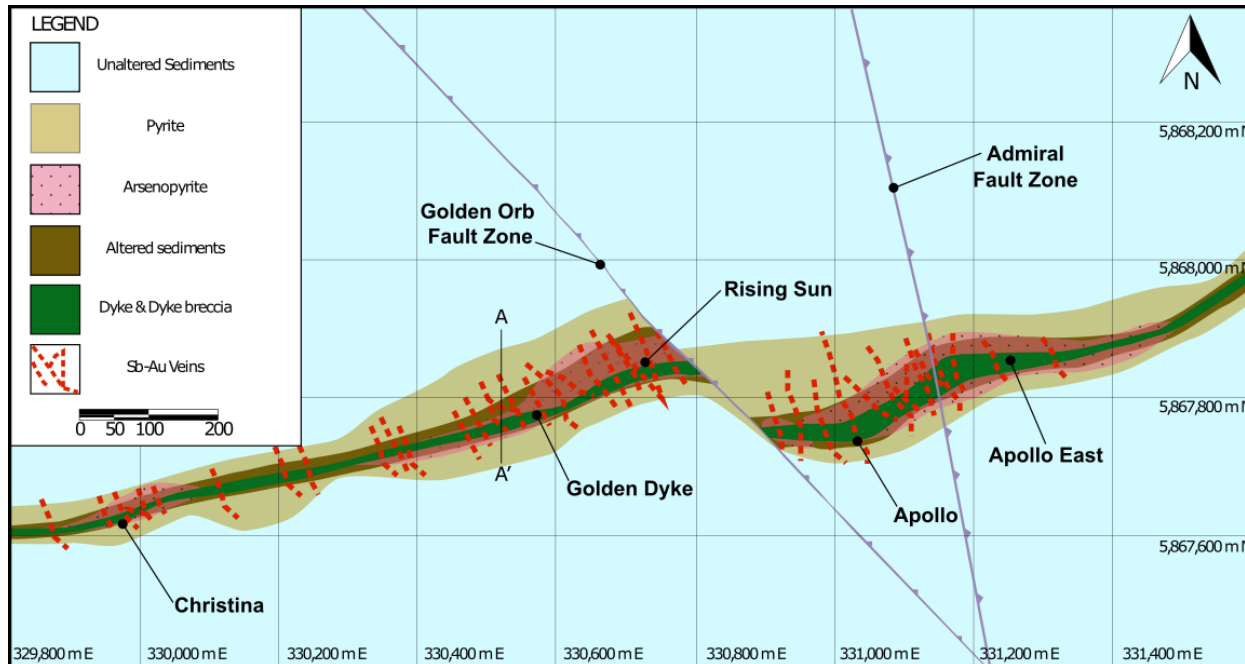 LEGEND
Unaltered Sediments
Pyrite
Arsenopyrite
Altered sediments
Dyke & Dyke breccia
Sb-Au Veins
0 50 100 200
N
5,868,200 m N
Admiral
Fault Zone
Golden Orb
Fault Zone
5,868,000 m N
Rising Sun
A
5,867,800 m N
Apollo East
A'
Golden Dyke
Apollo
5,867,600 m N
Christina
329,800 m E 330,000 m E 330,200 m E 330,400 m E 330,600 m E 330,800 m E 331,000 m E 331,200 m E 331,400 m E